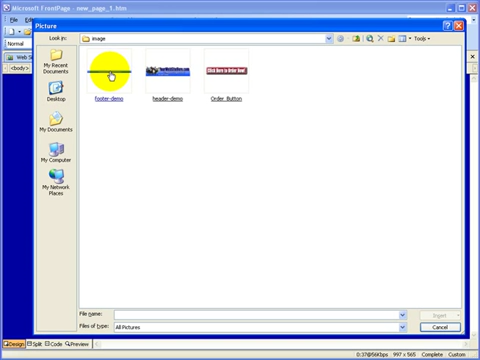 Microsoft FrontPage - new_page_1.htm
File
Normal
Web Si
<body>
Picture
Look in:
image
Tools
My Recent
Documents
Desktop
My Documents
My Computer
My Network
Places
footer-demo
header-demo
Click Here to Order Now!
Order_Button
File name:
Insert
Files of type:
All Pictures
Cancel
Design
Split
Code
Preview
0:37@56Kbps
997 x 565
Complete
Custom